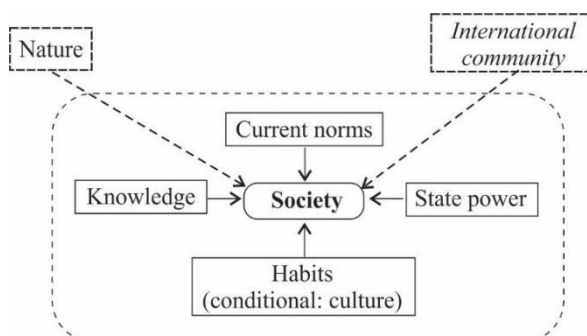 Nature
International
community
Current norms
Knowledge
Society
State power
Habits
(conditional: culture)